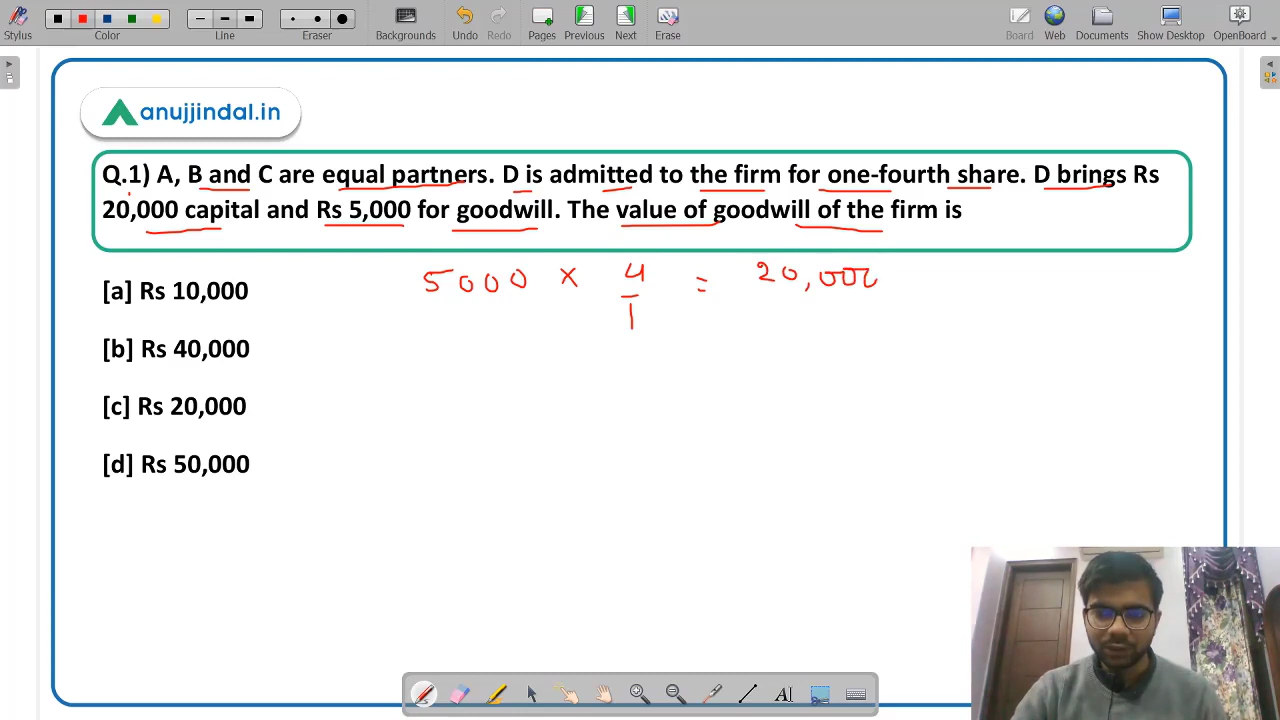 Stylus Color Line Eraser Backgrounds Undo Redo Pages Previous Next Erase Board Web Documents Show Desktop OpenBoard
anujjindal.in
Q.1) A, B and C are equal partners. D is admitted to the firm for one-fourth share. D brings Rs
20,000 capital and Rs 5,000 for goodwill. The value of goodwill of the firm is
5000 × 4/1 = 20,000
[a] Rs 10,000
[b] Rs 40,000
[c] Rs 20,000
[d] Rs 50,000